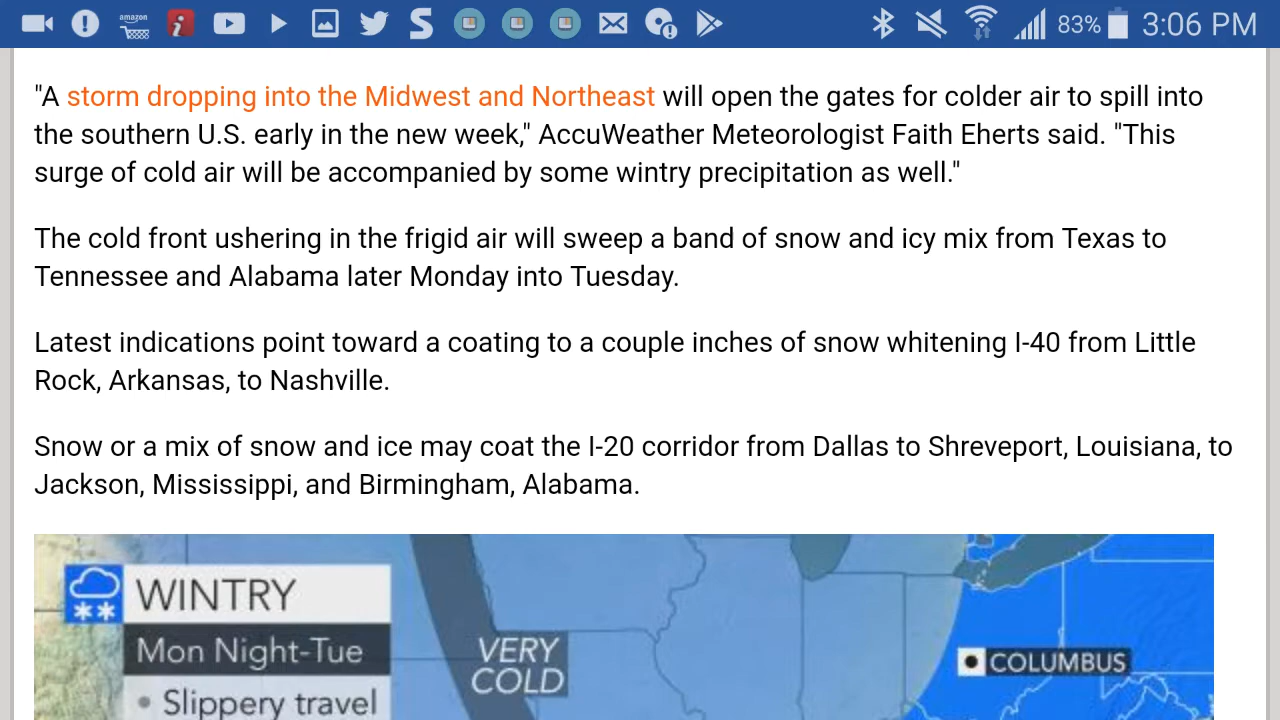 amazon
83% 3:06 PM
"A storm dropping into the Midwest and Northeast will open the gates for colder air to spill into
the southern U.S. early in the new week," AccuWeather Meteorologist Faith Eherts said. "This
surge of cold air will be accompanied by some wintry precipitation as well."
The cold front ushering in the frigid air will sweep a band of snow and icy mix from Texas to
Tennessee and Alabama later Monday into Tuesday.
Latest indications point toward a coating to a couple inches of snow whitening I-40 from Little
Rock, Arkansas, to Nashville.
Snow or a mix of snow and ice may coat the I-20 corridor from Dallas to Shreveport, Louisiana, to
Jackson, Mississippi, and Birmingham, Alabama.
WINTRY
Mon Night-Tue
• Slippery travel
VERY
COLD
COLUMBUS